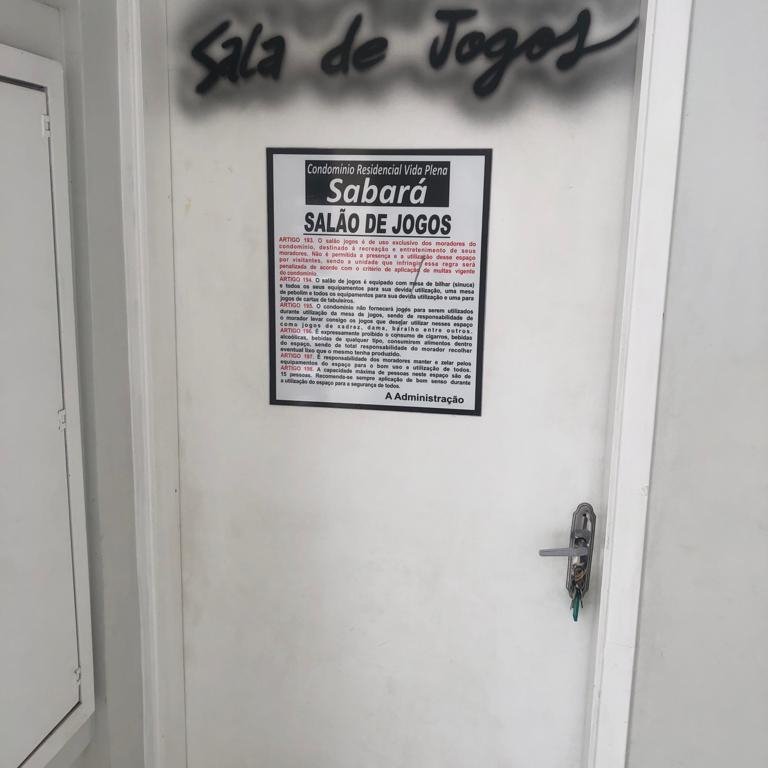 Sala de Jogos
Condomínio Residencial Vida Plena
Sabará
SALÃO DE JOGOS
ARTIGO 193. O salão jogos é de uso exclusivo dos moradores do
condomínio, destinado à recreação e entretenimento de seus
moradores. Não é permitida a presença e a utilização desse espaço
por visitantes, sendo a unidade que infringir essa regra será
penalizada de acordo com o critério de aplicação de multas vigente
do condomínio.
ARTIGO 194. O salão de jogos é equipado com mesa de bilhar (sinuca)
e todos os seus equipamentos para sua devida utilização, uma mesa
de pebolim e todos os equipamentos para sua devida utilização e uma para
jogos de cartas de tabuleiros.
ARTIGO 195. O condomínio não fornecerá jogos para serem utilizados
durante utilização da mesa de jogos, sendo de responsabilidade de
o morador levar consigo os jogos que desejar utilizar nesses espaço
como jogos de xadrez, dama, baralho entre outros.
ARTIGO 196. É expressamente proibido o consumo de cigarros, bebidas
alcoólicas, bebidas de qualquer tipo, consumirem alimentos dentro
do espaço, sendo de total responsabilidade do morador recolher
eventual lixo que o mesmo tenha produzido.
ARTIGO 197. É responsabilidade dos moradores manter e zelar pelos
equipamentos do espaço para o bom uso e utilização de todos.
ARTIGO 198. A capacidade máxima de pessoas neste espaço são de
15 pessoas. Recomenda-se sempre aplicação de bom senso durante
a utilização do espaço para a segurança de todos.
A Administração